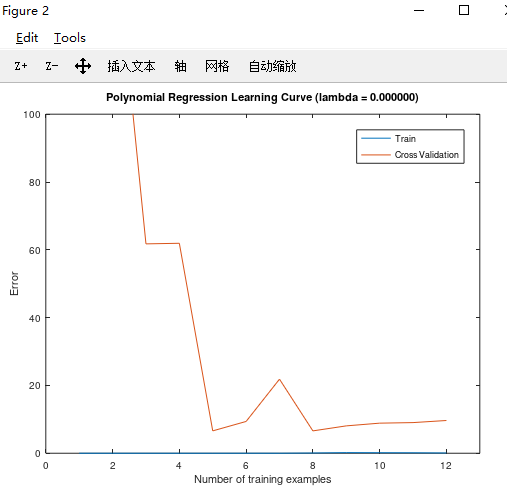 Figure 2
Edit Tools
Z+ Z- 插入文本 轴 网格 自动缩放
Polynomial Regression Learning Curve (lambda = 0.000000)
100
Train
Cross Validation
80
60
Error
40
20
0
0 2 4 6 8 10 12
Number of training examples